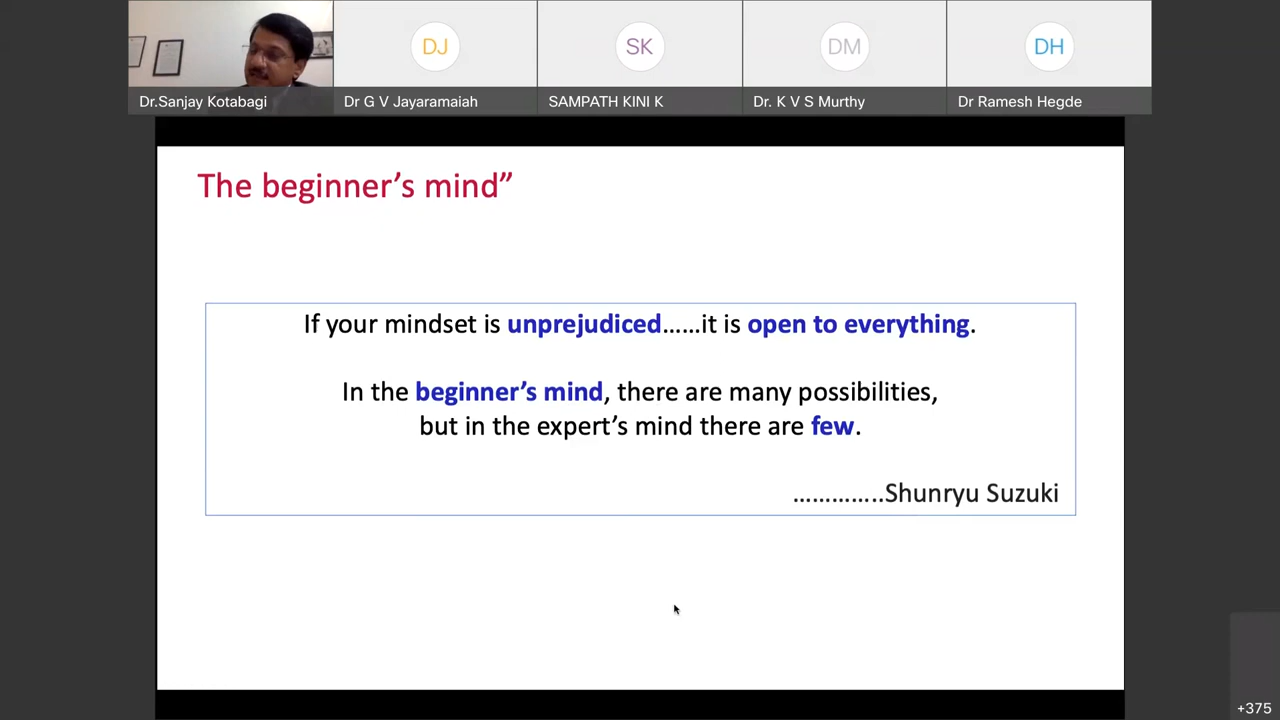 DJ
SK
DM
DH
Dr.Sanjay Kotabagi
Dr G V Jayaramaiah
SAMPATH KINI K
Dr. K V S Murthy
Dr Ramesh Hegde
The beginner’s mind”
If your mindset is unprejudiced……it is open to everything.
In the beginner’s mind, there are many possibilities,
but in the expert’s mind there are few.
…………..Shunryu Suzuki
+375